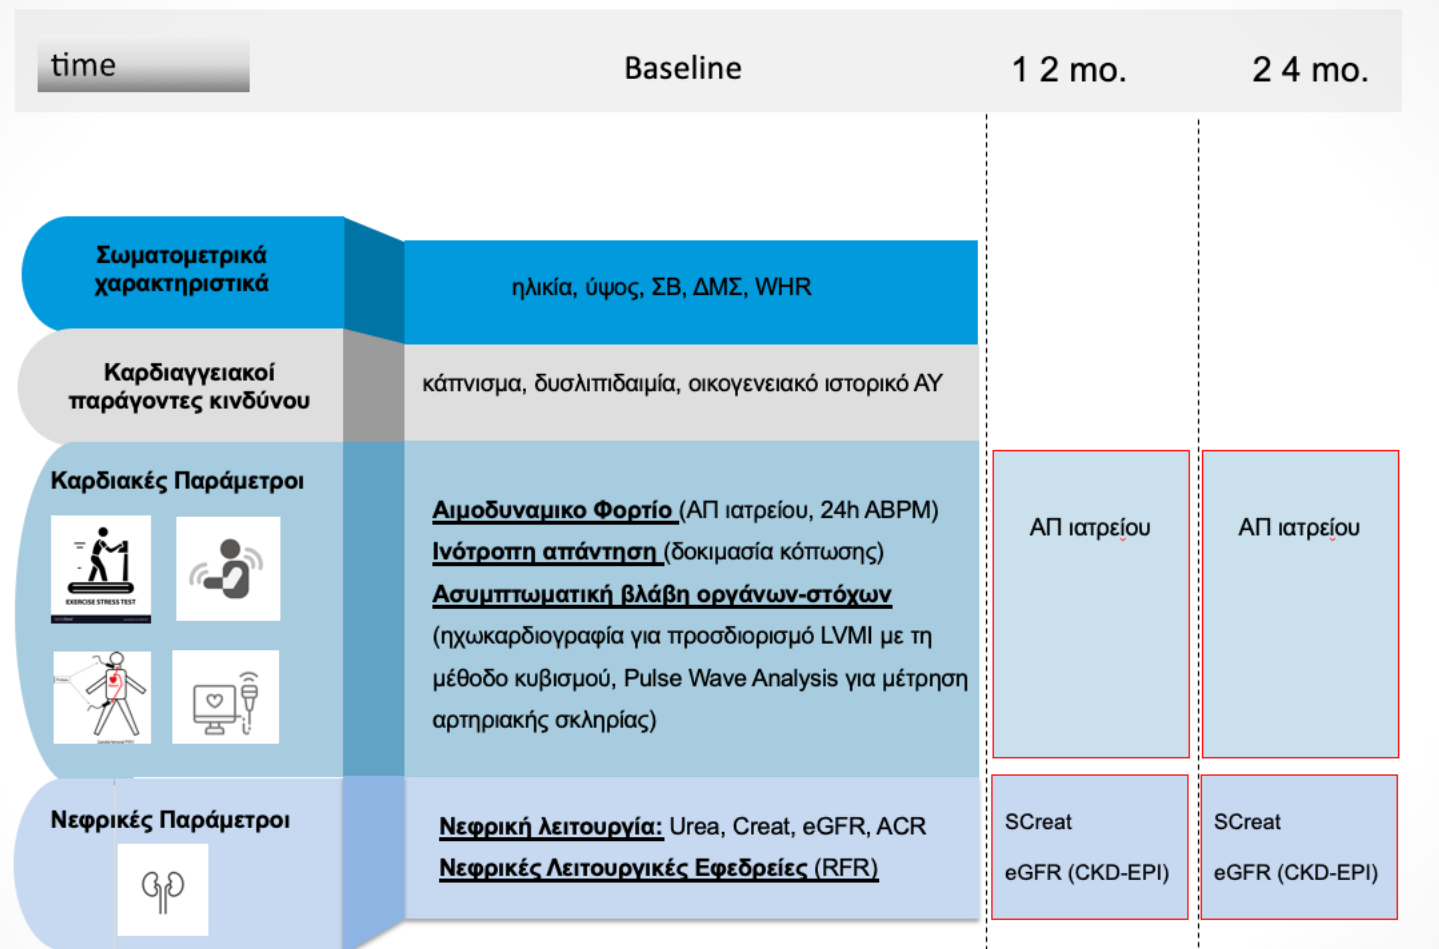 time
Baseline
1 2 mo.
2 4 mo.
Σωματομετρικά
χαρακτηριστικά
ηλικία, ύψος, ΣΒ, ΔΜΣ, WHR
Καρδιαγγειακοί
παράγοντες κινδύνου
κάπνισμα, δυσλιπιδαιμία, οικογενειακό ιστορικό ΑΥ
Καρδιακές Παράμετροι
EXERCISE STRESS TEST
Αιμοδυναμικο Φορτίο (ΑΠ ιατρείου, 24h ABPM)
Ινότροπη απάντηση (δοκιμασία κόπωσης)
Ασυμπτωματική βλάβη οργάνων-στόχων
(ηχωκαρδιογραφία για προσδιορισμό LVMI με τη
μέθοδο κυβισμού, Pulse Wave Analysis για μέτρηση
αρτηριακής σκληρίας)
ΑΠ ιατρείου
ΑΠ ιατρείου
Νεφρικές Παράμετροι
Νεφρική λειτουργία: Urea, Creat, eGFR, ACR
Νεφρικές Λειτουργικές Εφεδρείες (RFR)
SCreat
eGFR (CKD-EPI)
SCreat
eGFR (CKD-EPI)